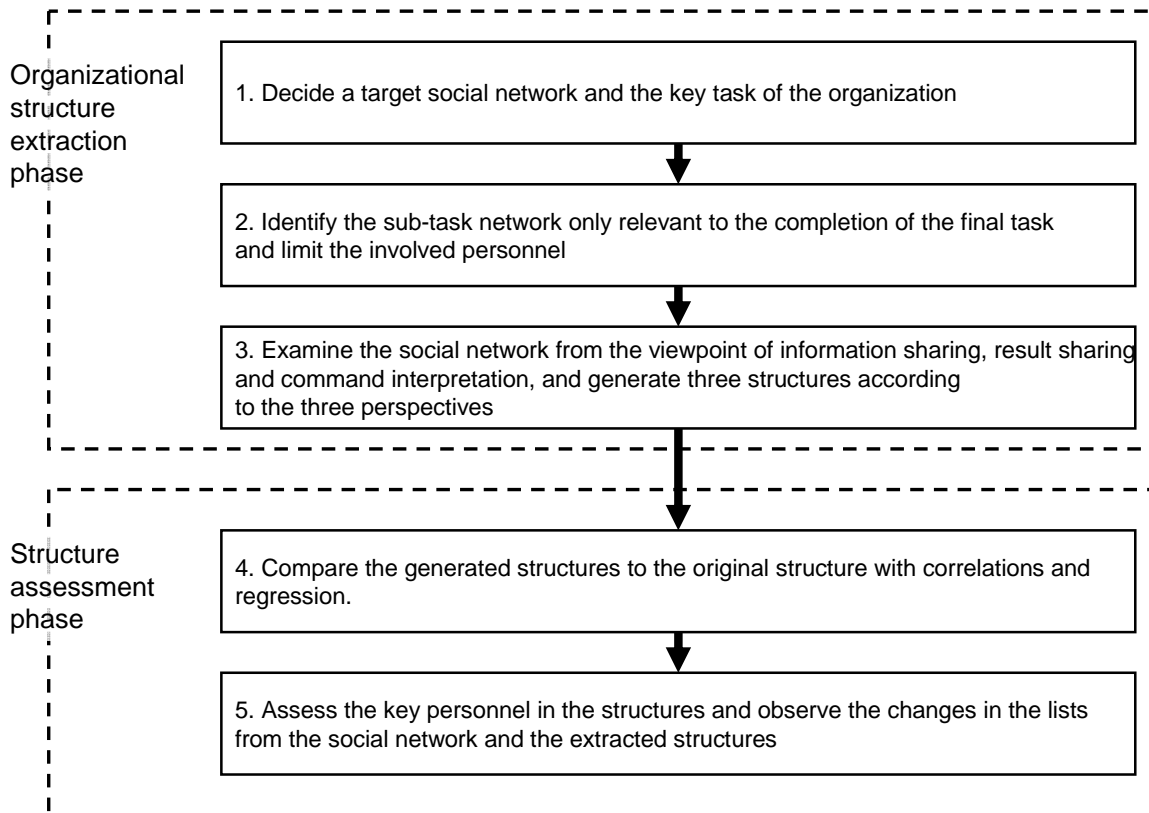 Organizational
structure
extraction
phase
1. Decide a target social network and the key task of the organization
2. Identify the sub-task network only relevant to the completion of the final task
and limit the involved personnel
3. Examine the social network from the viewpoint of information sharing, result sharing
and command interpretation, and generate three structures according
to the three perspectives
Structure
assessment
phase
4. Compare the generated structures to the original structure with correlations and
regression.
5. Assess the key personnel in the structures and observe the changes in the lists
from the social network and the extracted structures